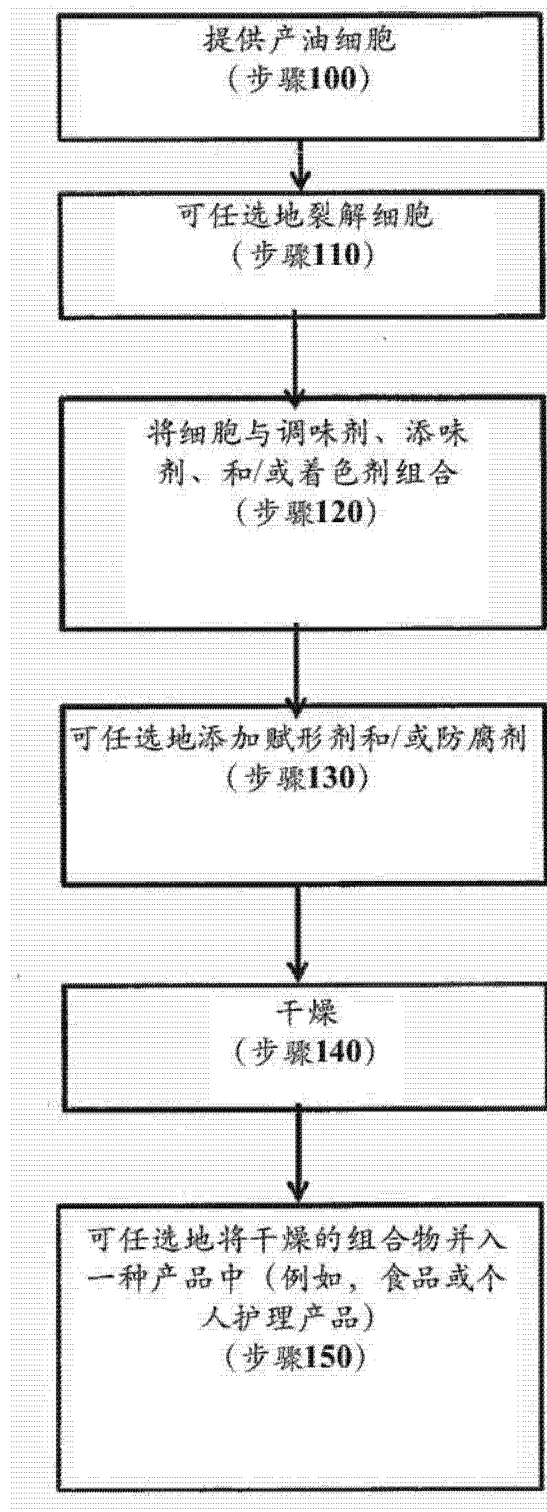 提供产油细胞
（步骤100）
可任选地裂解细胞
（步骤110）
将细胞与调味剂、添味
剂、和/或着色剂组合
（步骤120）
可任选地添加赋形剂和/或防腐剂
（步骤130）
干燥
（步骤140）
可任选地将干燥的组合物并入
一种产品中（例如，食品或个
人护理产品）
（步骤150）